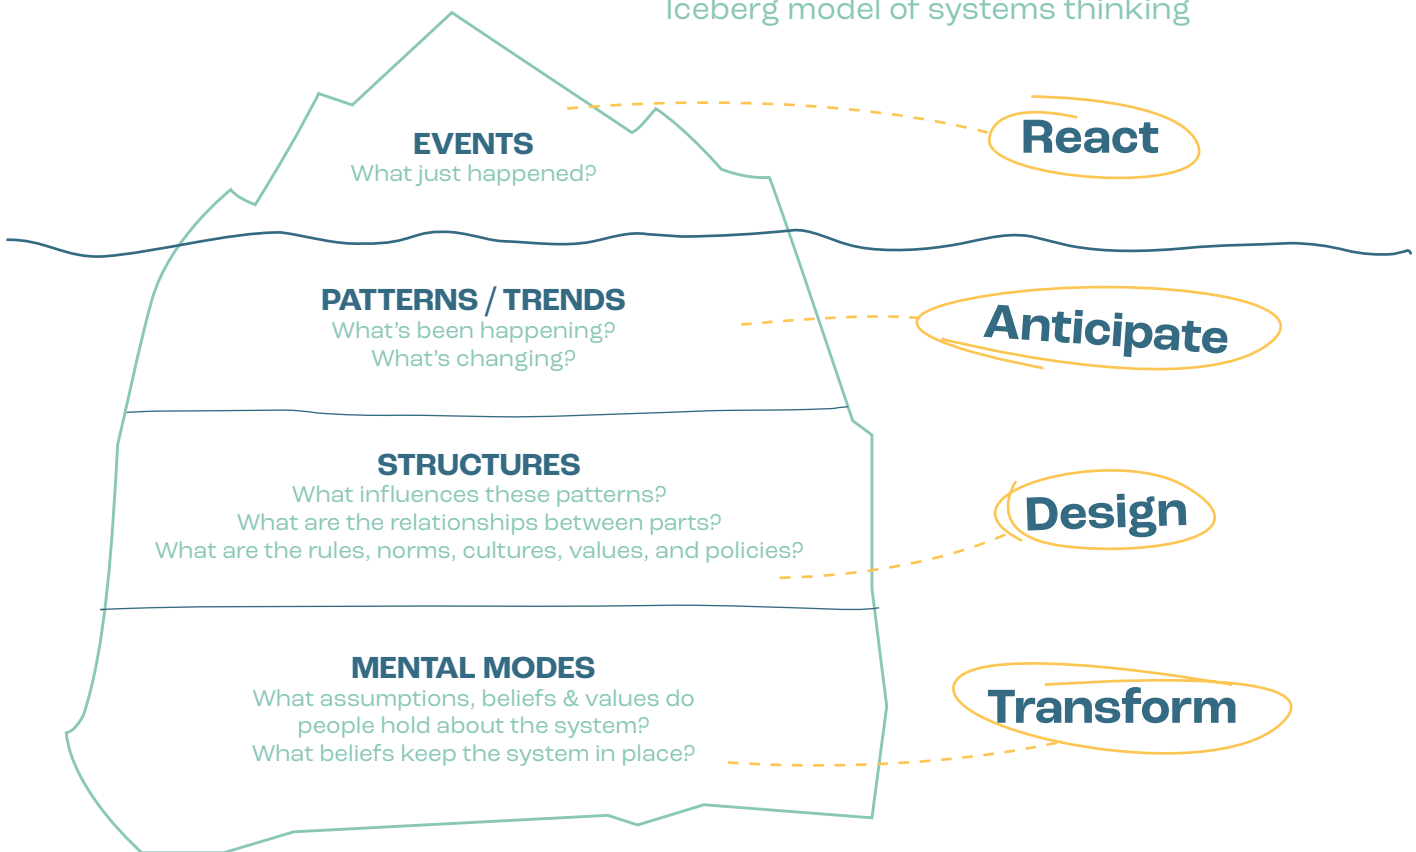 Iceberg model of systems thinking
EVENTS
What just happened?
React
PATTERNS / TRENDS
What's been happening?
What's changing?
Anticipate
STRUCTURES
What influences these patterns?
What are the relationships between parts?
What are the rules, norms, cultures, values, and policies?
Design
MENTAL MODES
What assumptions, beliefs & values do
people hold about the system?
What beliefs keep the system in place?
Transform